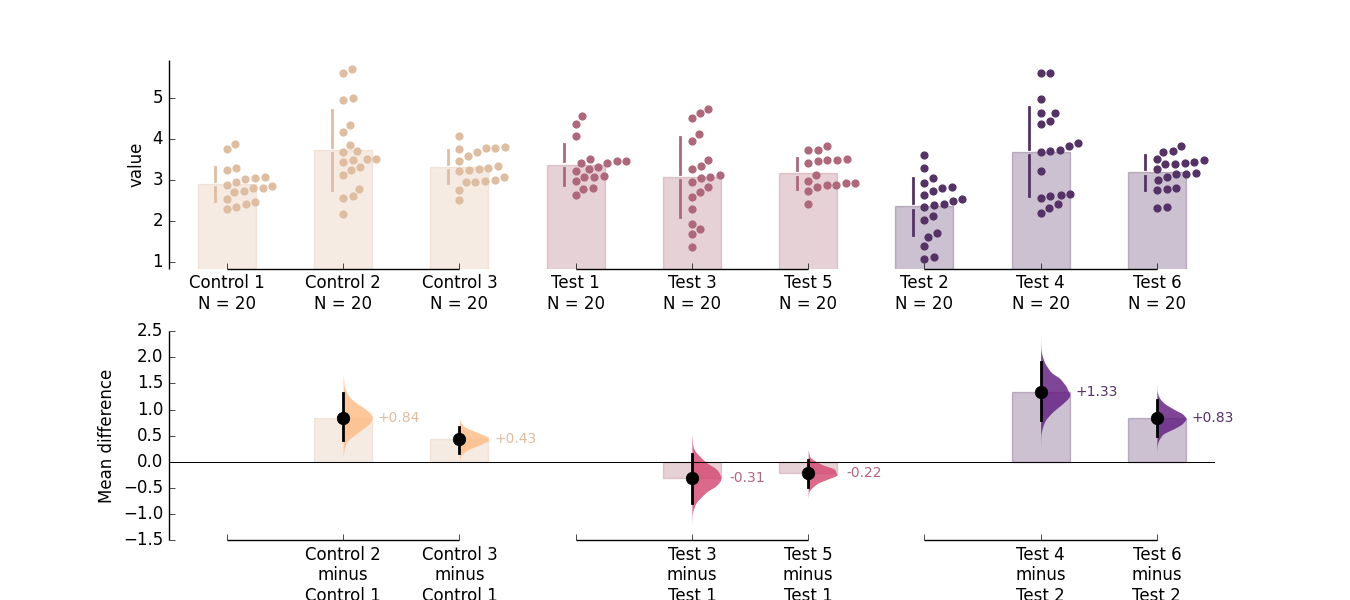 value
5
4
3
2
1
Control 1 Control 2 Control 3 Test 1 Test 3 Test 5 Test 2 Test 4 Test 6
N = 20 N = 20 N = 20 N = 20 N = 20 N = 20 N = 20 N = 20 N = 20
Mean difference
2.5
2.0
1.5
1.0
0.5
0.0
−0.5
−1.0
−1.5
+0.84 +0.43 -0.31 -0.22 +1.33 +0.83
Control 2 Control 3 Test 3 Test 5 Test 4 Test 6
minus minus minus minus minus minus
Control 1 Control 1 Test 1 Test 1 Test 2 Test 2